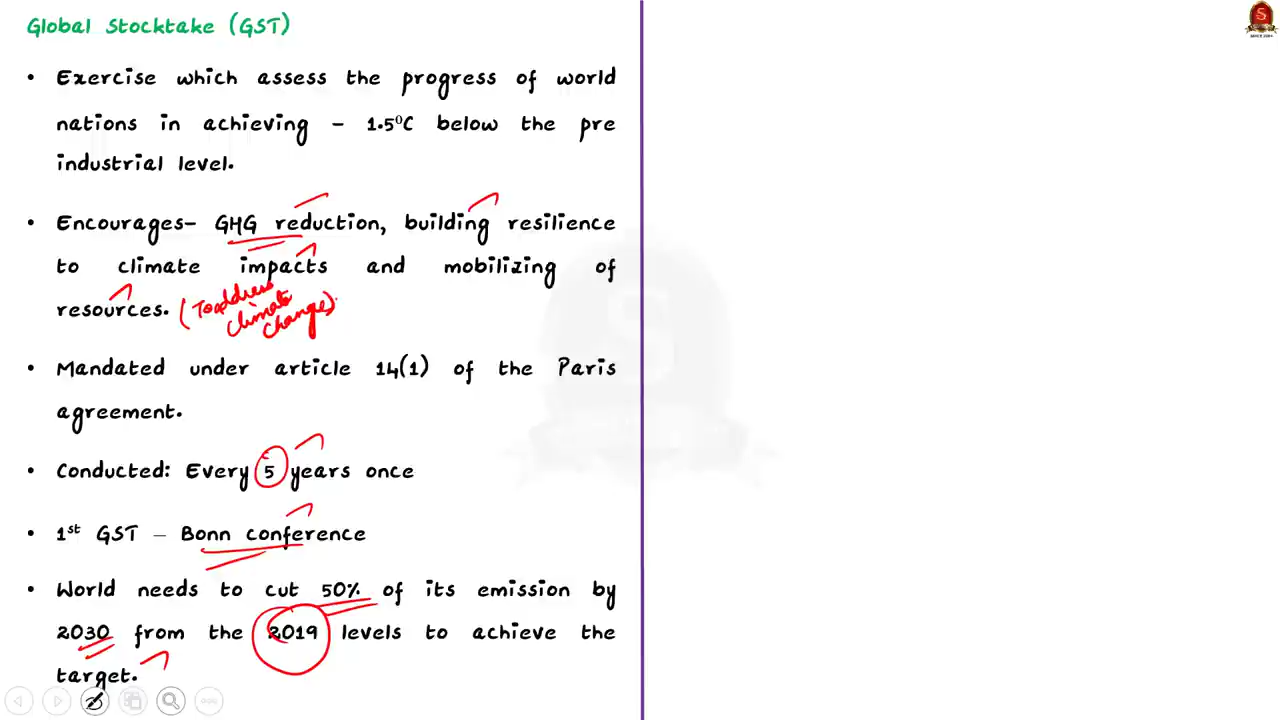 Global Stocktake (GST)
• Exercise which assess the progress of world
nations in achieving - 1.5⁰C below the pre
industrial level.
• Encourages- GHG reduction, building resilience
to climate impacts and mobilizing of
resources. (To address
climate
change)
• Mandated under article 14(1) of the Paris
agreement.
• Conducted: Every 5 years once
• 1st GST – Bonn conference
• World needs to cut 50% of its emission by
2030 from the 2019 levels to achieve the
target.